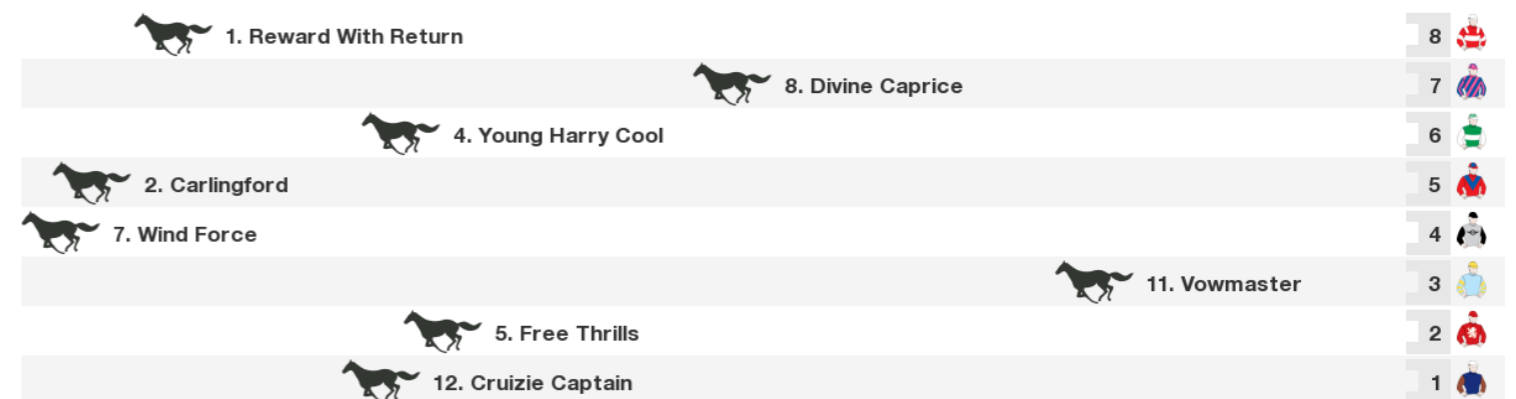 1. Reward With Return 8
8. Divine Caprice 7
4. Young Harry Cool 6
2. Carlingford 5
7. Wind Force 4
11. Vowmaster 3
5. Free Thrills 2
12. Cruizie Captain 1